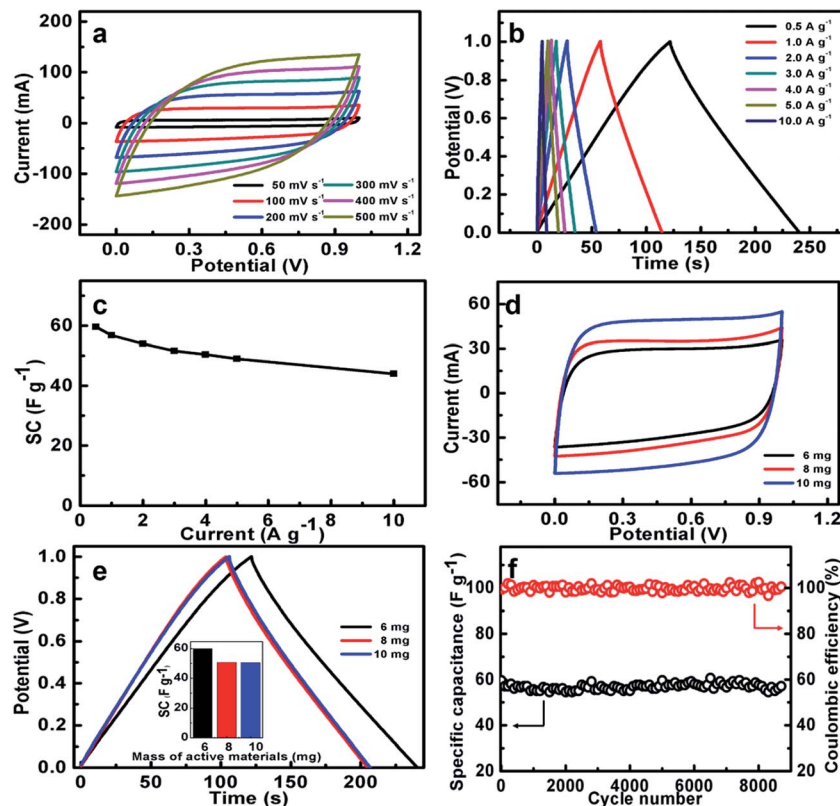 a
200
100
0
-100
-200
Current (mA)
50 mV s⁻¹ 300 mV s⁻¹
100 mV s⁻¹ 400 mV s⁻¹
200 mV s⁻¹ 500 mV s⁻¹
0.0 0.3 0.6 0.9 1.2
Potential (V)
b
1.0
0.8
0.6
0.4
0.2
0.0
Potential (V)
0.5 A g⁻¹
1.0 A g⁻¹
2.0 A g⁻¹
3.0 A g⁻¹
4.0 A g⁻¹
5.0 A g⁻¹
10.0 A g⁻¹
0 50 100 150 200 250
Time (s)
c
80
60
40
20
0
SC (F g⁻¹)
0 2 4 6 8 10
Current (A g⁻¹)
d
60
30
0
-30
-60
Current (mA)
6 mg
8 mg
10 mg
0.0 0.3 0.6 0.9 1.2
Potential (V)
e
1.0
0.8
0.6
0.4
0.2
0.0
Potential (V)
6 mg
8 mg
10 mg
60
40
20
0
SC (F g⁻¹)
6 8 10
Mass of active materials (mg)
0 50 100 150 200
Time (s)
f
100
80
60
40
20
Specific capacitance (F g⁻¹)
100
80
60
40
20
Coulombic efficiency (%)
0 2000 4000 6000 8000
Cycle number